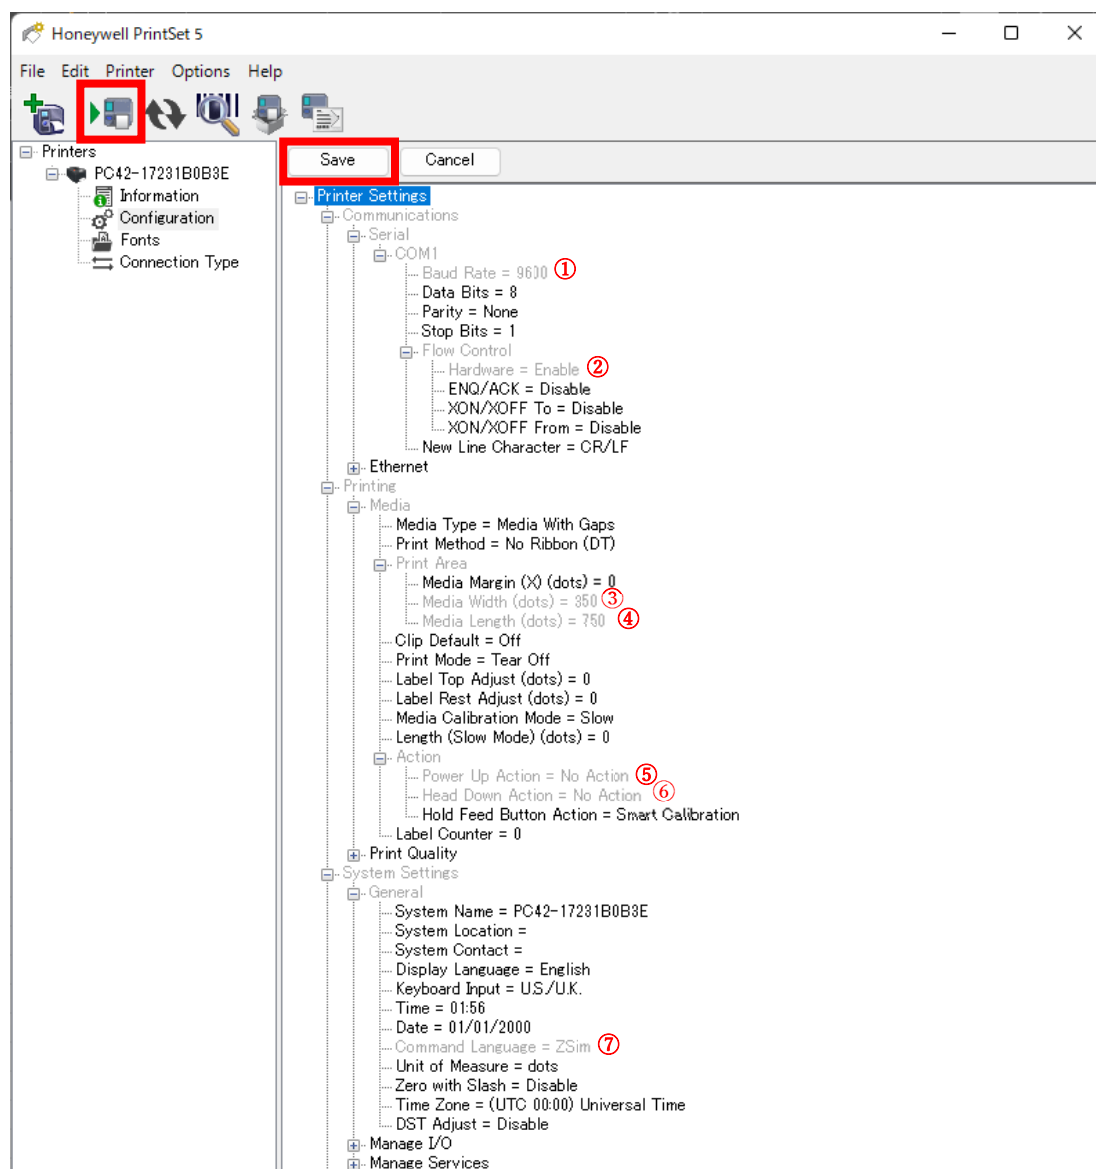 Honeywell PrintSet 5
File Edit Printer Options Help
Printers
PC42-17231B0B3E
Information
Configuration
Fonts
Connection Type
Save Cancel
Printer Settings
Communications
Serial
COM1
Baud Rate = 9600 ①
Data Bits = 8
Parity = None
Stop Bits = 1
Flow Control
Hardware = Enable ②
ENQ/ACK = Disable
XON/XOFF To = Disable
XON/XOFF From = Disable
New Line Character = CR/LF
Ethernet
Printing
Media
Media Type = Media With Gaps
Print Method = No Ribbon (DT)
Print Area
Media Margin (X) (dots) = 0
Media Width (dots) = 350 ③
Media Length (dots) = 750 ④
Clip Default = Off
Print Mode = Tear Off
Label Top Adjust (dots) = 0
Label Rest Adjust (dots) = 0
Media Calibration Mode = Slow
Length (Slow Mode) (dots) = 0
Action
Power Up Action = No Action ⑤
Head Down Action = No Action ⑥
Hold Feed Button Action = Smart Calibration
Label Counter = 0
Print Quality
System Settings
General
System Name = PC42-17231B0B3E
System Location =
System Contact =
Display Language = English
Keyboard Input = U.S./U.K.
Time = 01:56
Date = 01/01/2000
Command Language = ZSim ⑦
Unit of Measure = dots
Zero with Slash = Disable
Time Zone = (UTC 00:00) Universal Time
DST Adjust = Disable
Manage I/O
Manage Services